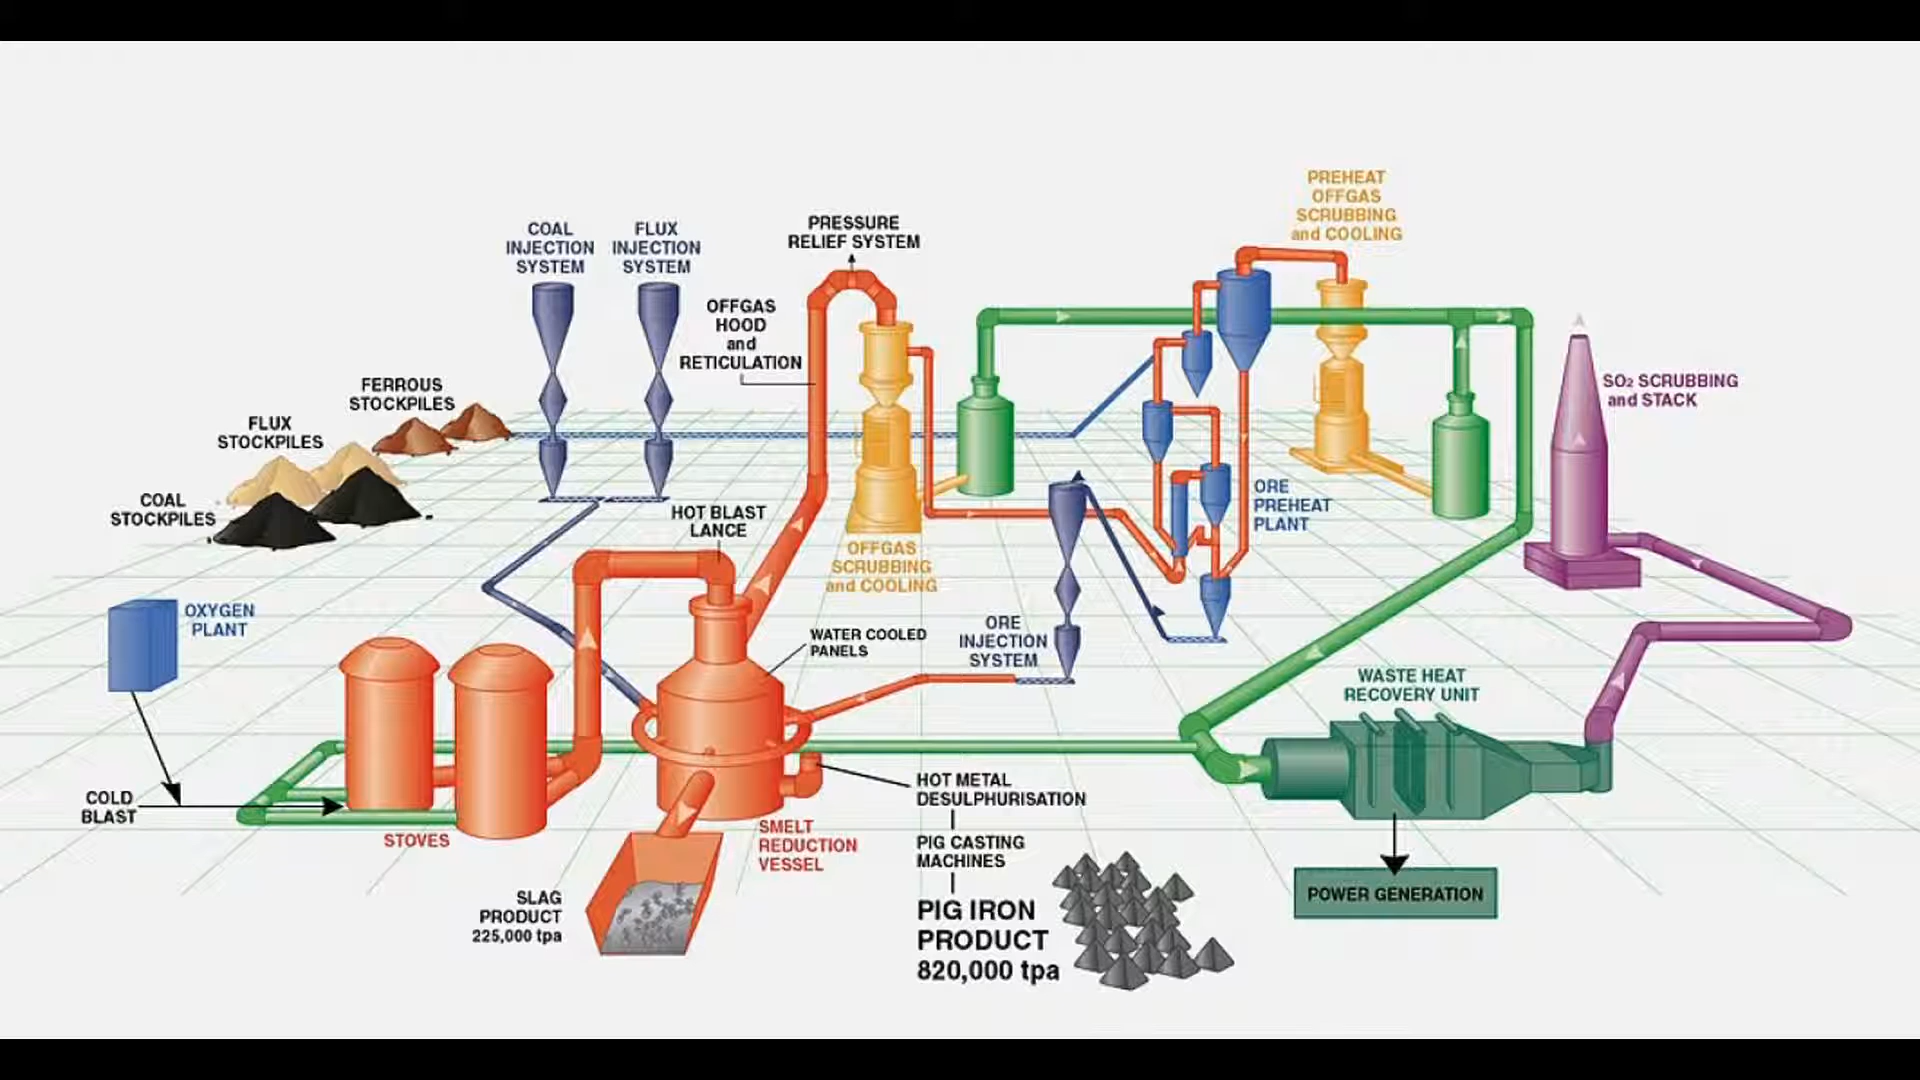 PREHEAT
OFFGAS
SCRUBBING
and COOLING
COAL
INJECTION
SYSTEM
FLUX
INJECTION
SYSTEM
PRESSURE
RELIEF SYSTEM
OFFGAS
HOOD
and
RETICULATION
FERROUS
STOCKPILES
FLUX
STOCKPILES
COAL
STOCKPILES
SO₂ SCRUBBING
and STACK
HOT BLAST
LANCE
ORE
PREHEAT
PLANT
OFFGAS
SCRUBBING
and COOLING
OXYGEN
PLANT
WATER COOLED
PANELS
ORE
INJECTION
SYSTEM
WASTE HEAT
RECOVERY UNIT
COLD
BLAST
STOVES
SMELT
REDUCTION
VESSEL
HOT METAL
DESULPHURISATION
PIG CASTING
MACHINES
PIG IRON
PRODUCT
820,000 tpa
SLAG
PRODUCT
225,000 tpa
POWER GENERATION